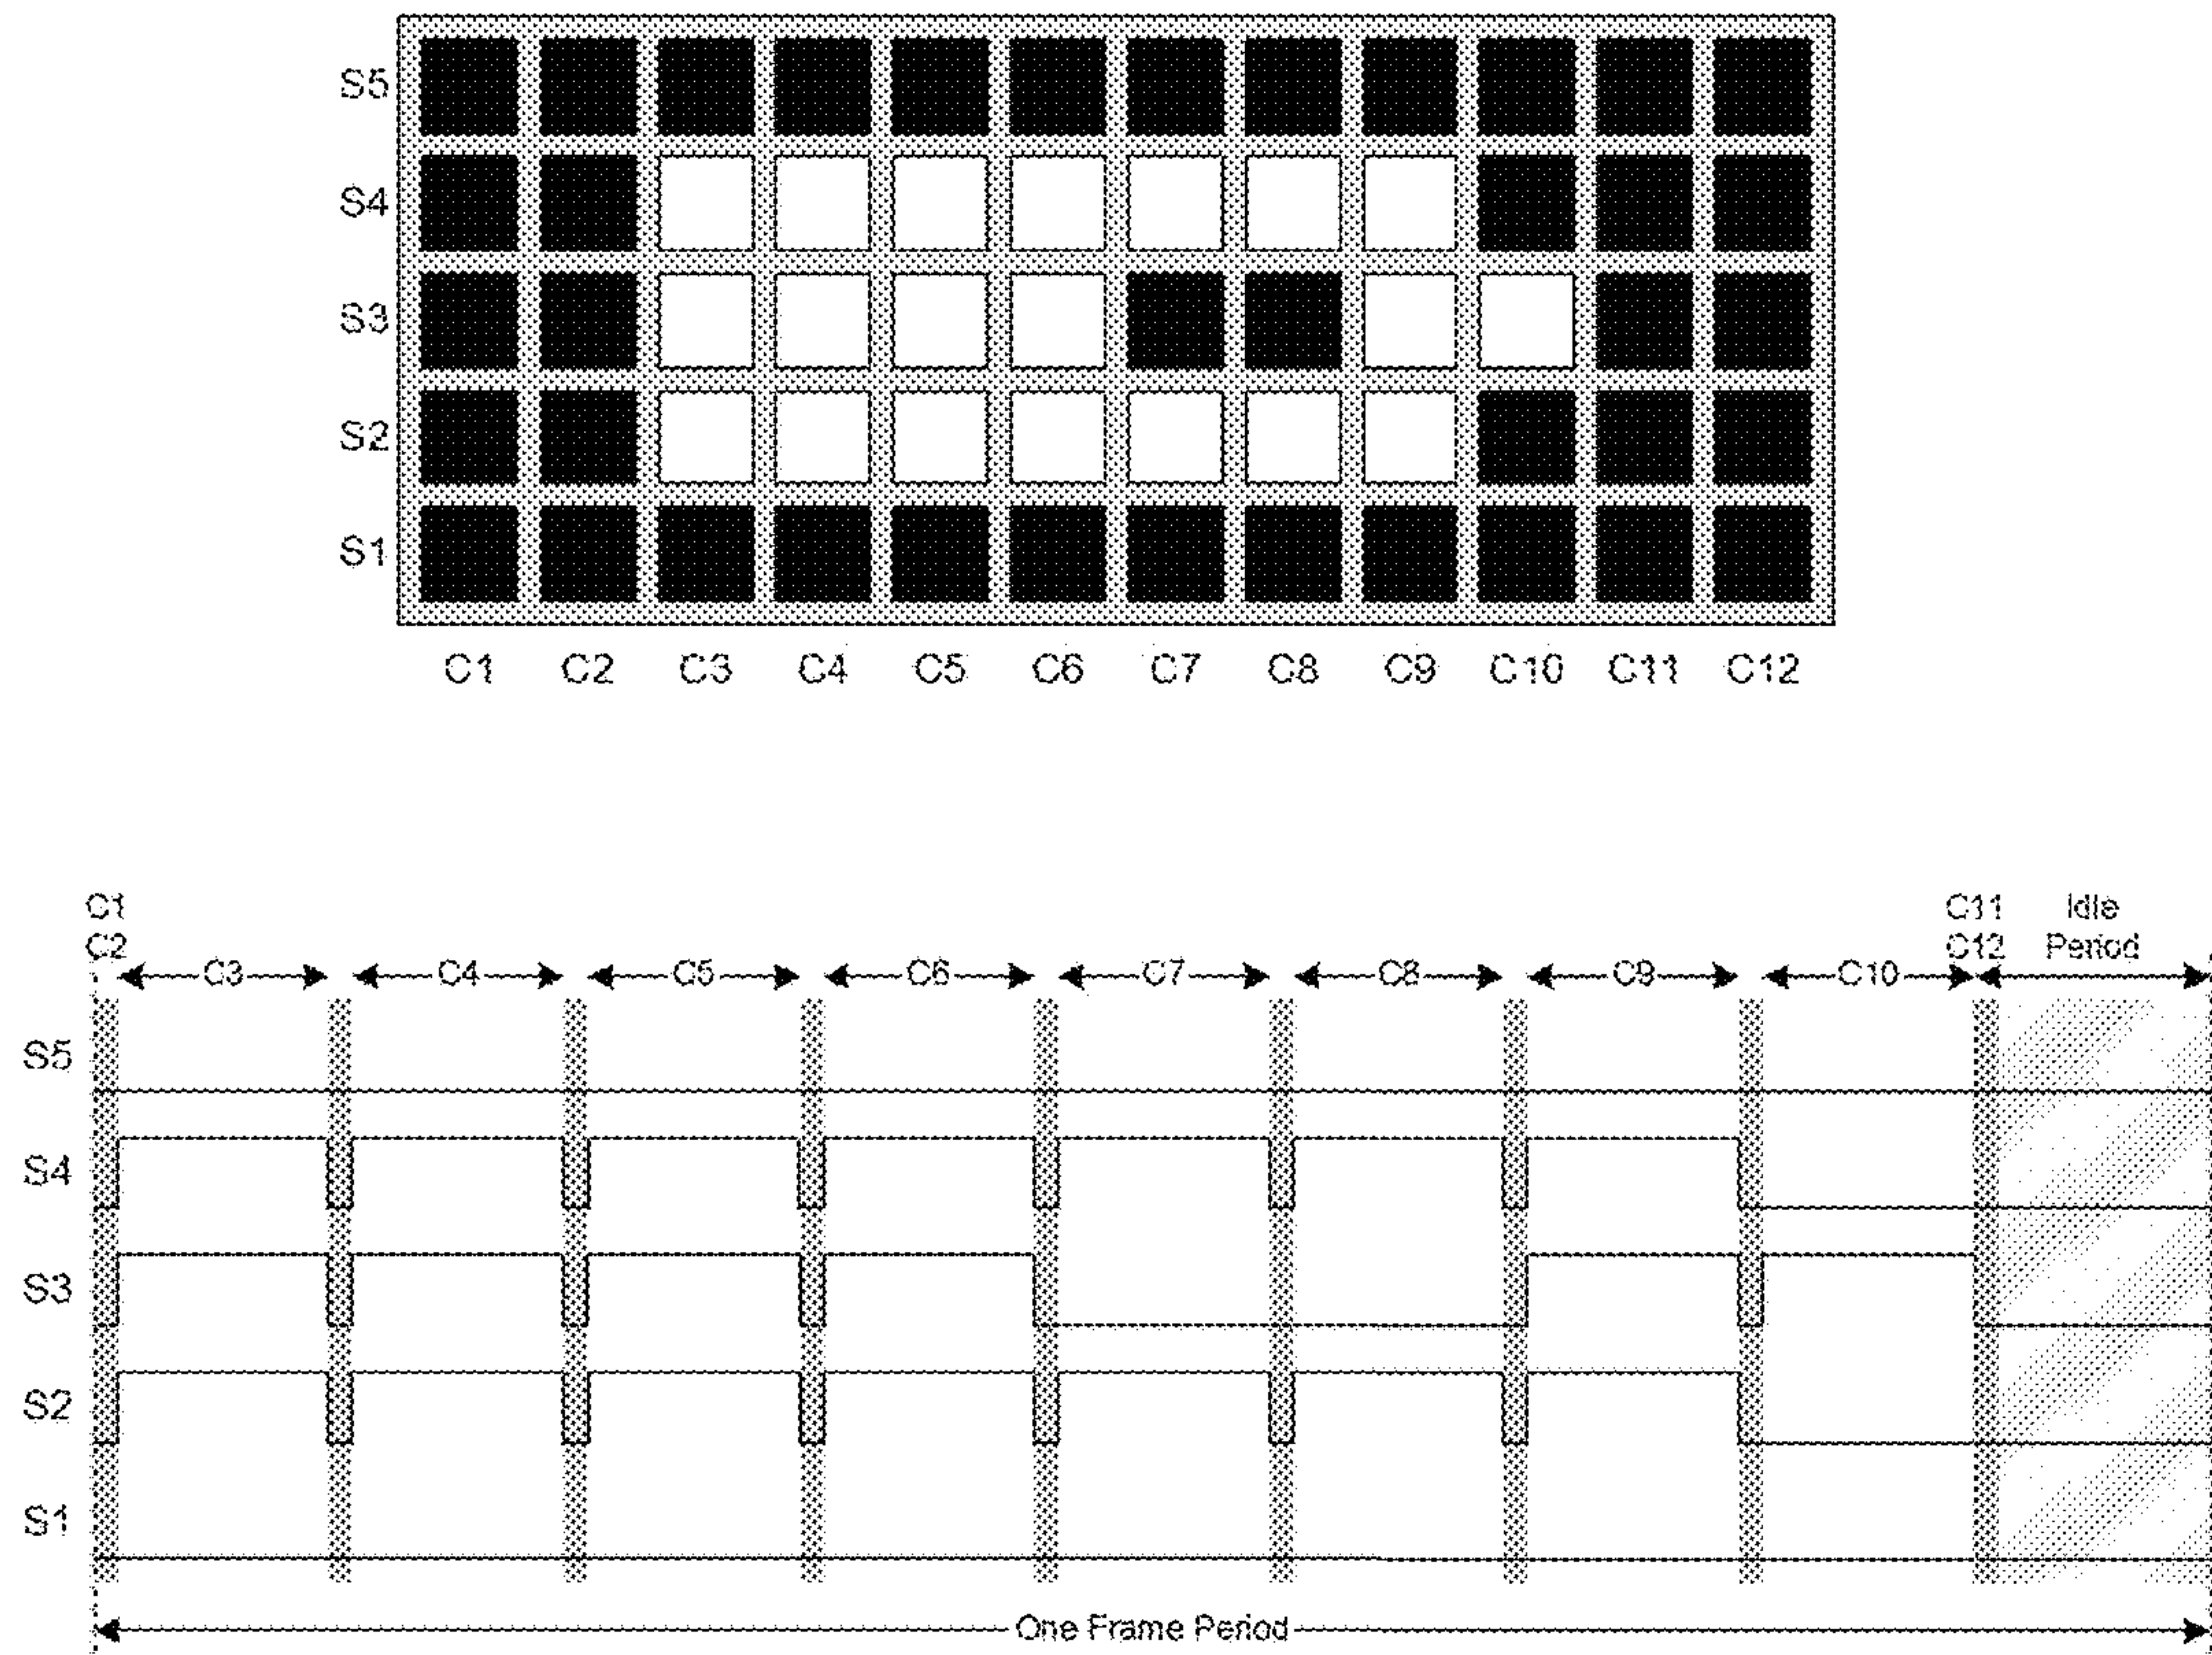 S5
S4
S3
S2
S1
C1 C2 C3 C4 C5 C6 C7 C8 C9 C10 C11 C12
C1 C11 Idle
C2 C12 Period
C3 C4 C5 C6 C7 C8 C9 C10
S5
S4
S3
S2
S1
One Frame Period